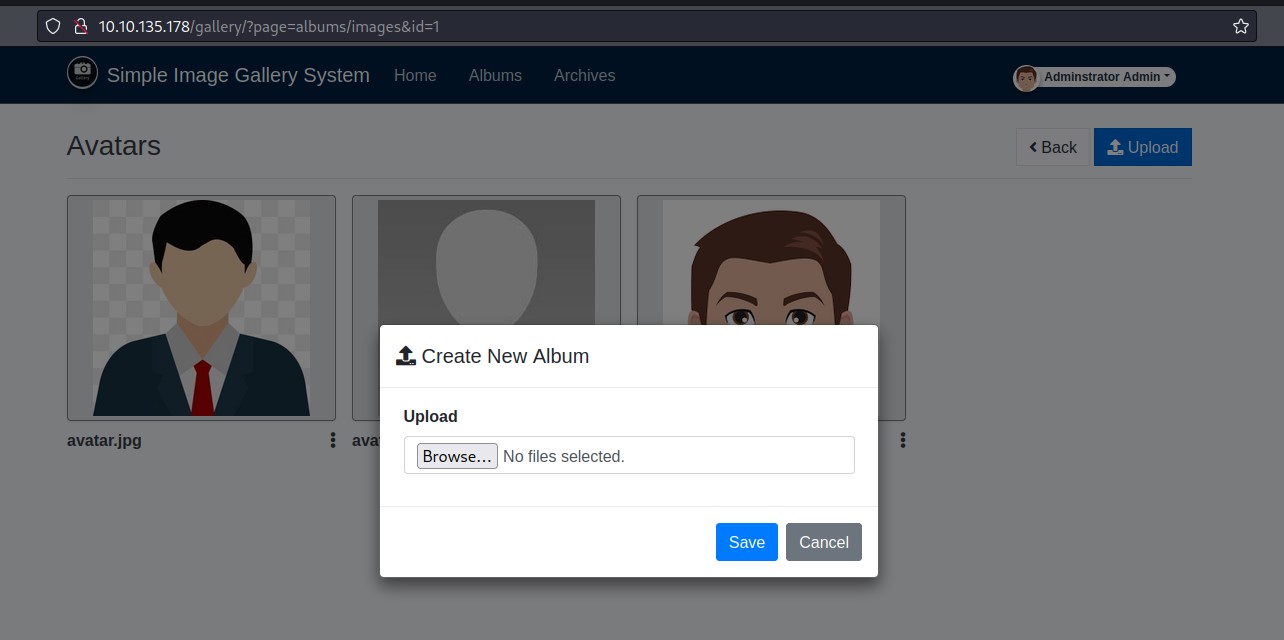 10.10.135.178/gallery/?page=albums/images&id=1
Simple Image Gallery System Home Albums Archives Adminstrator Admin
Avatars Back Upload
Create New Album
Upload
Browse... No files selected.
avatar.jpg ava
Save Cancel